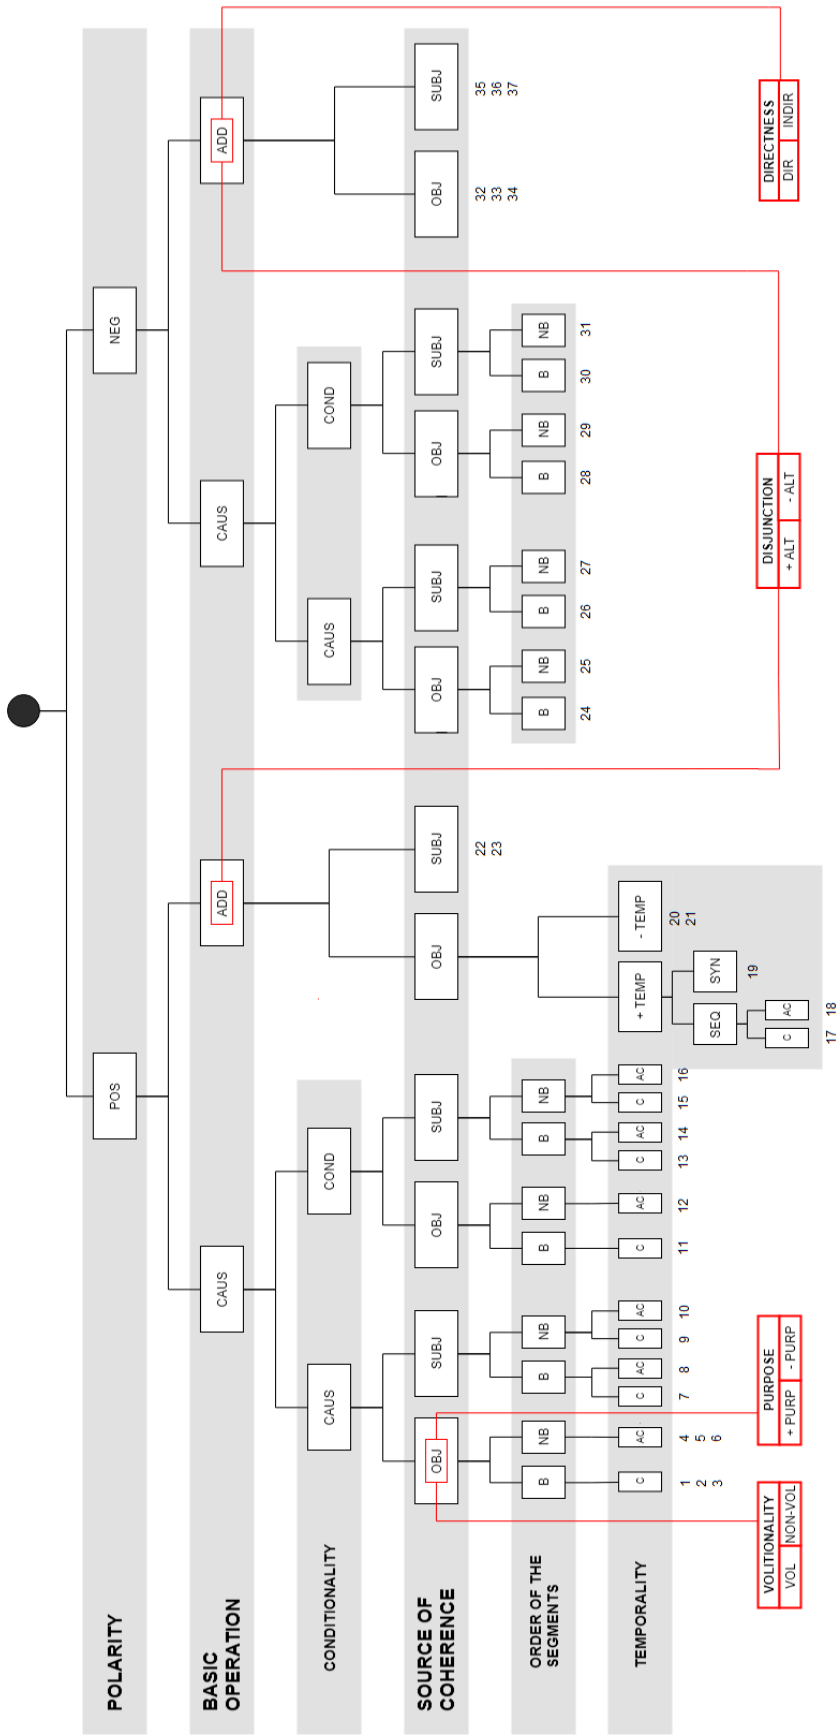 POLARITY
POS NEG
BASIC
OPERATION
CAUS ADD CAUS ADD
CONDITIONALITY
CAUS COND CAUS COND
SOURCE OF
COHERENCE
OBJ SUBJ OBJ SUBJ OBJ SUBJ OBJ SUBJ OBJ SUBJ OBJ SUBJ
22 32 35
23 33 36
34 37
ORDER OF THE
SEGMENTS
B NB B NB B NB B NB B NB B NB B NB B NB
24 25 26 27 28 29 30 31
TEMPORALITY
C AC C AC C AC C AC C AC C AC + TEMP - TEMP
1 4 7 8 9 10 11 12 13 14 15 16 20
2 5 21
3 6
SEQ SYN
19
C AC
17 18
VOLITIONALITY
VOL NON-VOL
PURPOSE
+ PURP - PURP
DISJUNCTION
+ ALT - ALT
DIRECTNESS
DIR INDIR